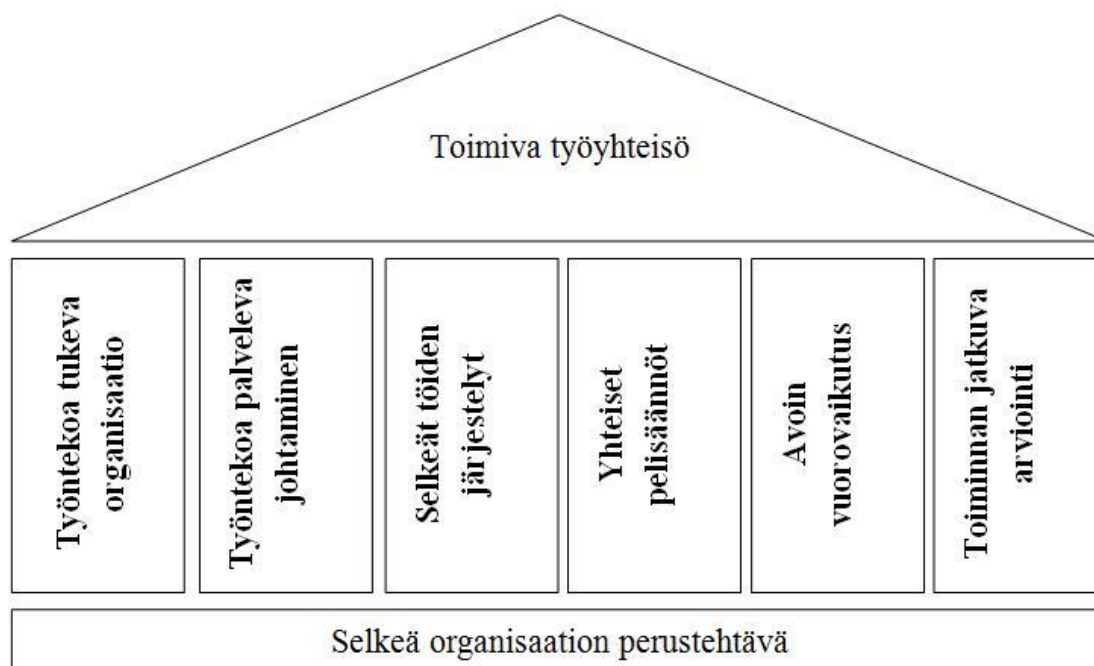 Toimiva työyhteisö
Työntekoa tukeva
organisaatio
Työntekoa palveleva
johtaminen
Selkeät töiden
järjestelyt
Yhteiset
pelisäännöt
Avoin
vuorovaikutus
Toiminnan jatkuva
arviointi
Selkeä organisaation perustehtävä